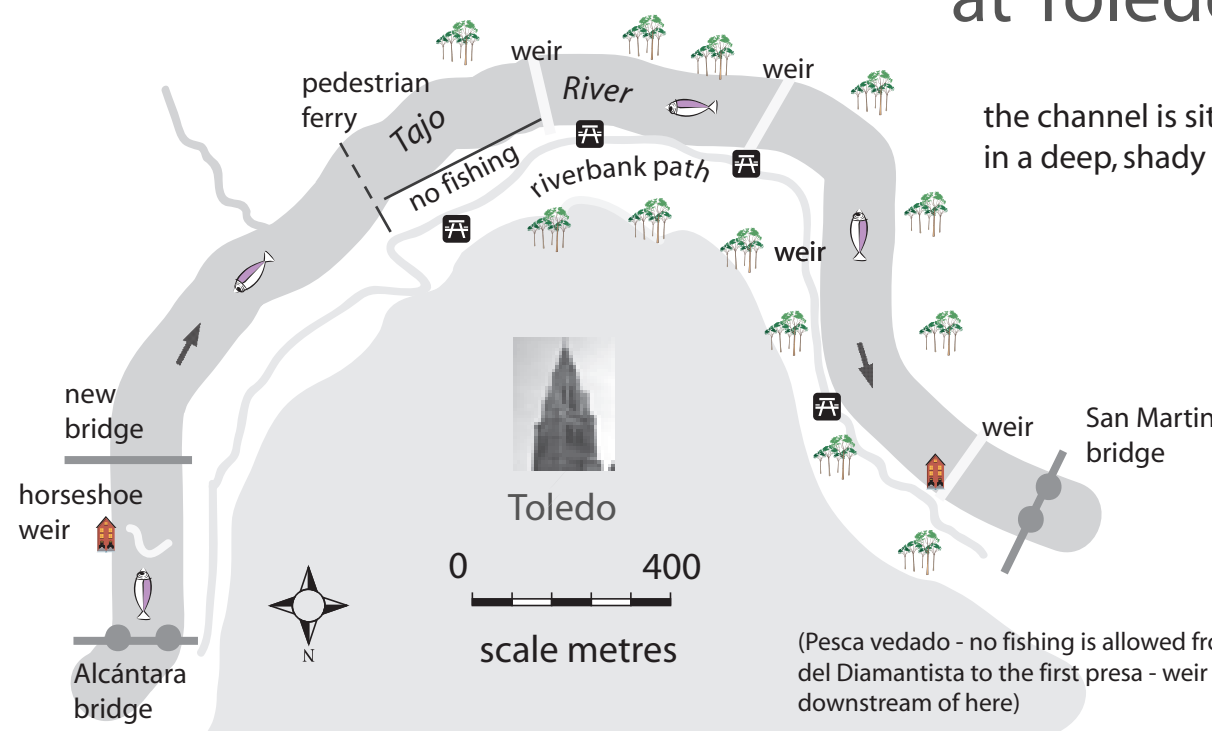 at Toledo
the channel is sit
in a deep, shady
weir
weir
pedestrian
ferry
Tajo
River
no fishing
riverbank path
weir
new
bridge
horseshoe
weir
Toledo
0 400
scale metres
N
weir
San Martin
bridge
Alcántara
bridge
(Pesca vedado - no fishing is allowed fro
del Diamantista to the first presa - weir
downstream of here)